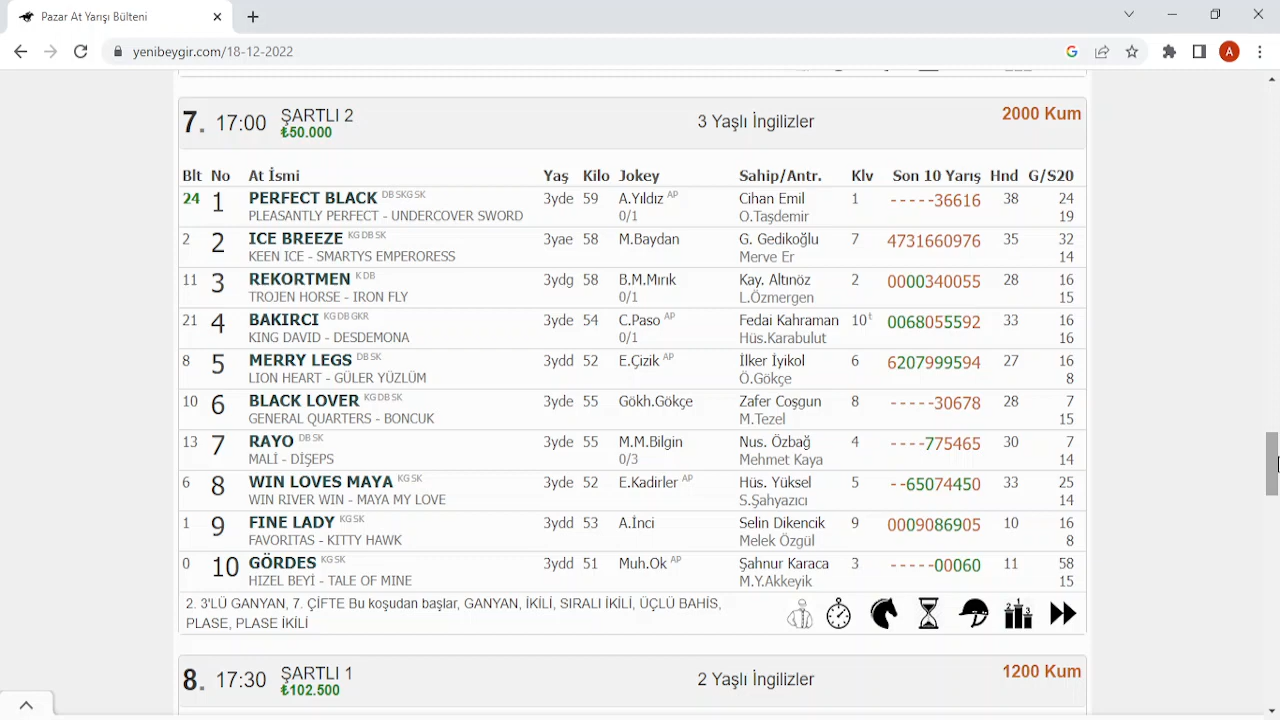 Pazar At Yarışı Bülteni
yenibeygir.com/18-12-2022
A
7. 17:00 ŞARTLI 2 3 Yaşlı İngilizler 2000 Kum
₺50.000
Blt No At İsmi Yaş Kilo Jokey Sahip/Antr. Klv Son 10 Yarış Hnd G/S20
24 1 PERFECT BLACK DB SKG SK 3yde 59 A.Yıldız AP Cihan Emil 1 -----36616 38 24
PLEASANTLY PERFECT - UNDERCOVER SWORD 0/1 O.Taşdemir 19
2 2 ICE BREEZE KG DB SK 3yae 58 M.Baydan G. Gedikoğlu 7 4731660976 35 32
KEEN ICE - SMARTYS EMPERORESS Merve Er 14
11 3 REKORTMEN K DB 3ydg 58 B.M.Mırık Kay. Altınöz 2 0000340055 28 16
TROJEN HORSE - IRON FLY 0/1 L.Özmergen 15
21 4 BAKIRCI KG DB GKR 3yde 54 C.Paso AP Fedai Kahraman 10t 0068055592 33 16
KING DAVID - DESDEMONA 0/1 Hüs.Karabulut 16
8 5 MERRY LEGS DB SK 3ydd 52 E.Çizik AP İlker İyikol 6 6207999594 27 16
LION HEART - GÜLER YÜZLÜM Ö.Gökçe 8
10 6 BLACK LOVER KG DB SK 3yde 55 Gökh.Gökçe Zafer Coşgun 8 -----30678 28 7
GENERAL QUARTERS - BONCUK M.Tezel 15
13 7 RAYO DB SK 3yde 55 M.M.Bilgin Nus. Özbağ 4 ----775465 30 7
MALİ - DİŞEPS 0/3 Mehmet Kaya 14
6 8 WIN LOVES MAYA KG SK 3yde 52 E.Kadirler AP Hüs. Yüksel 5 --65074450 33 25
WIN RIVER WIN - MAYA MY LOVE S.Şahyazıcı 14
1 9 FINE LADY KG SK 3ydd 53 A.İnci Selin Dikencik 9 0009086905 10 16
FAVORITAS - KITTY HAWK Melek Özgül 8
0 10 GÖRDES KG SK 3ydd 51 Muh.Ok AP Şahnur Karaca 3 -----00060 11 58
HIZEL BEYİ - TALE OF MINE M.Y.Akkeyik 15
2. 3'LÜ GANYAN, 7. ÇİFTE Bu koşudan başlar, GANYAN, İKİLİ, SIRALI İKİLİ, ÜÇLÜ BAHİS,
PLASE, PLASE İKİLİ
8. 17:30 ŞARTLI 1 2 Yaşlı İngilizler 1200 Kum
₺102.500